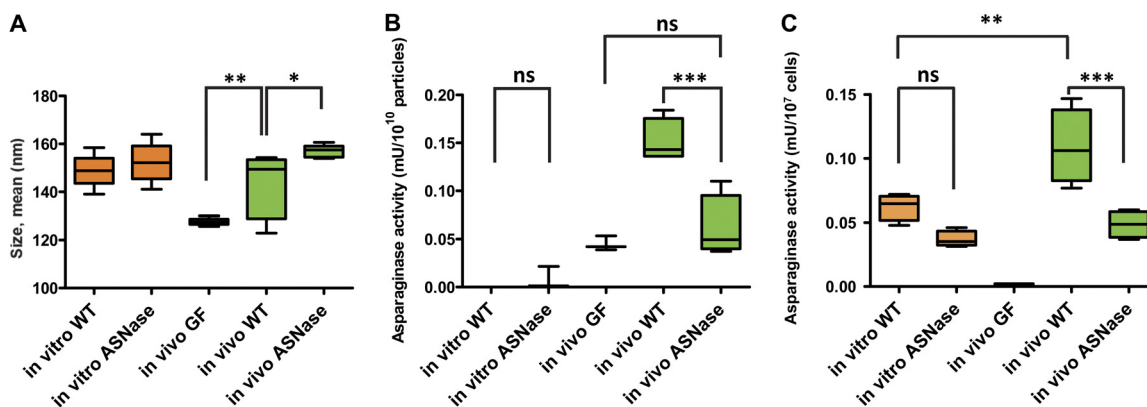 A
Size, mean (nm)
180
160
140
120
100
**
*
in vitro WT
in vitro ASNase
in vivo GF
in vivo WT
in vivo ASNase
B
Asparaginase activity (mU/10¹⁰ particles)
0.20
0.15
0.10
0.05
0.00
ns
ns
***
in vitro WT
in vitro ASNase
in vivo GF
in vivo WT
in vivo ASNase
C
Asparaginase activity (mU/10⁷ cells)
0.15
0.10
0.05
0.00
**
ns
***
in vitro WT
in vitro ASNase
in vivo GF
in vivo WT
in vivo ASNase